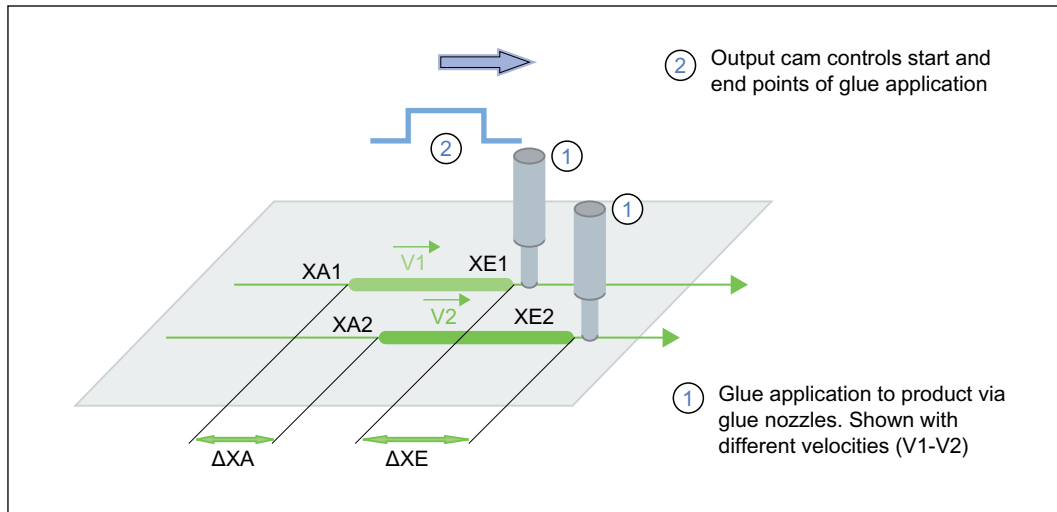 2 Output cam controls start and
end points of glue application
2
1
1
XA1
V1
XE1
XA2
V2
XE2
1 Glue application to product via
glue nozzles. Shown with
different velocities (V1-V2)
ΔXA
ΔXE